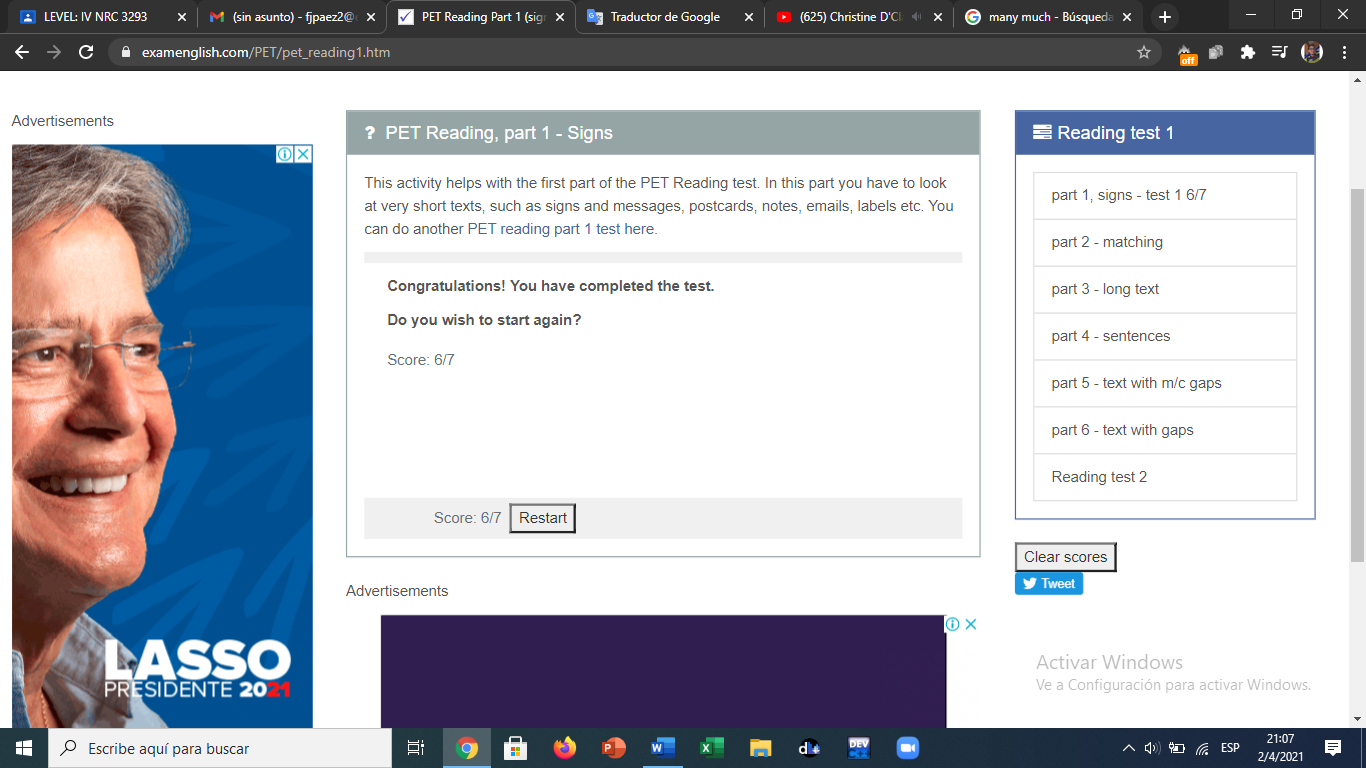 LEVEL: IV NRC 3293
(sin asunto) - fjpaez2@
PET Reading Part 1 (sig
Traductor de Google
(625) Christine D'Cl
many much - Búsqueda
examenglish.com/PET/pet_reading1.htm
off
Advertisements
LASSO
PRESIDENTE 2021
? PET Reading, part 1 - Signs
This activity helps with the first part of the PET Reading test. In this part you have to look
at very short texts, such as signs and messages, postcards, notes, emails, labels etc. You
can do another PET reading part 1 test here.
Congratulations! You have completed the test.
Do you wish to start again?
Score: 6/7
Score: 6/7 Restart
Advertisements
Reading test 1
part 1, signs - test 1 6/7
part 2 - matching
part 3 - long text
part 4 - sentences
part 5 - text with m/c gaps
part 6 - text with gaps
Reading test 2
Clear scores
Tweet
Activar Windows
Ve a Configuración para activar Windows.
Escribe aquí para buscar
DEV
ESP
21:07
2/4/2021